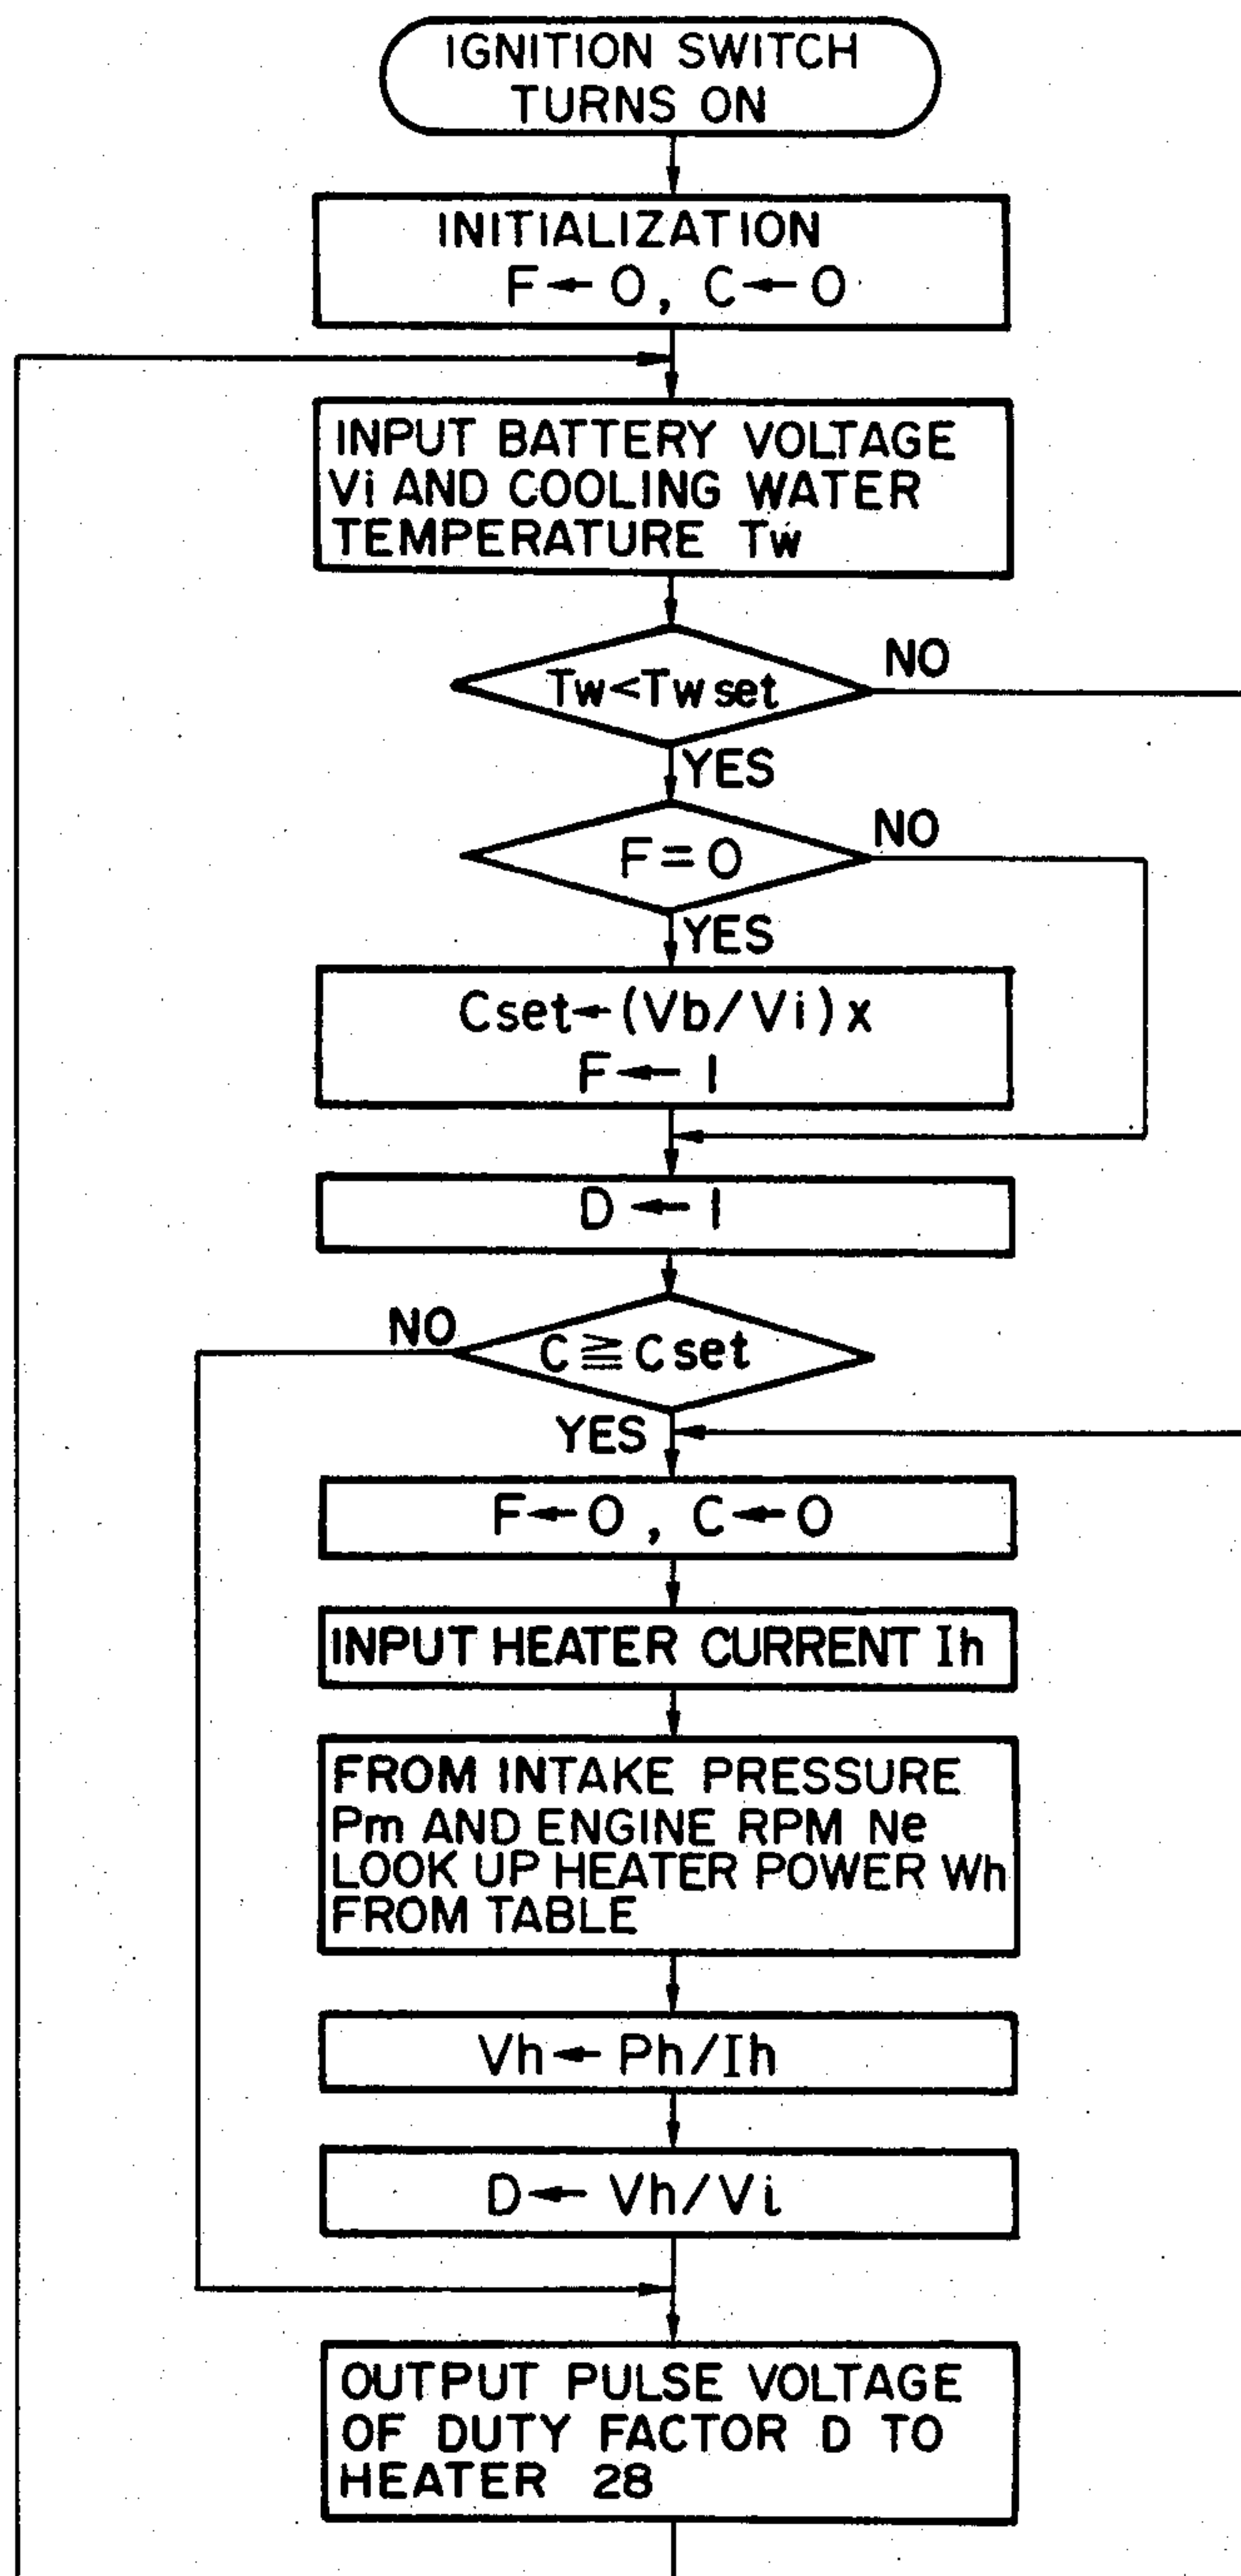 IGNITION SWITCH
TURNS ON
INITIALIZATION
F←0, C←0
INPUT BATTERY VOLTAGE
Vi AND COOLING WATER
TEMPERATURE Tw
Tw<Tw set
NO
YES
F=0
NO
YES
Cset←(Vb/Vi)x
F←1
D←1
NO
C≧Cset
YES
F←0, C←0
INPUT HEATER CURRENT Ih
FROM INTAKE PRESSURE
Pm AND ENGINE RPM Ne
LOOK UP HEATER POWER Wh
FROM TABLE
Vh←Ph/Ih
D←Vh/Vi
OUTPUT PULSE VOLTAGE
OF DUTY FACTOR D TO
HEATER 28